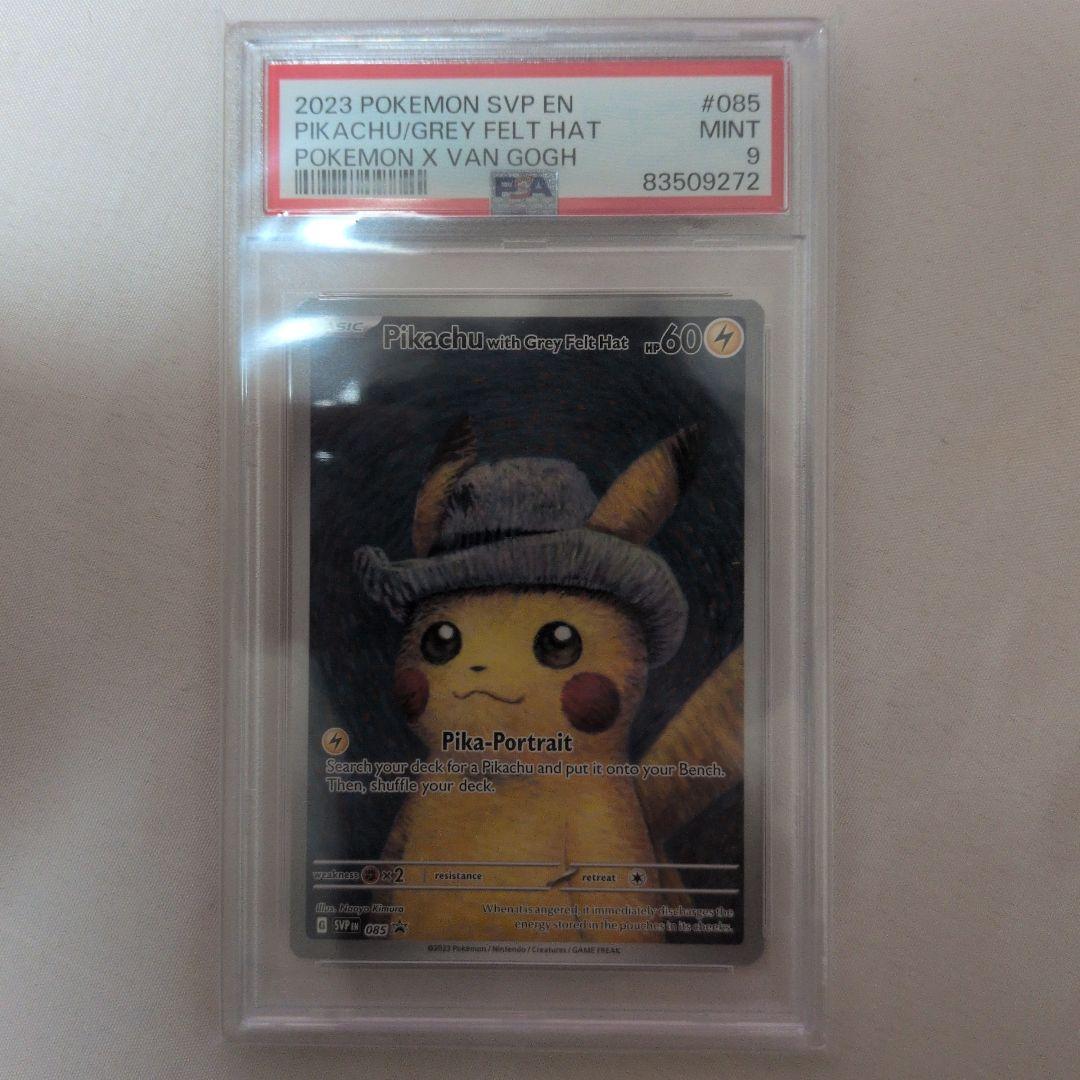 2023 POKEMON SVP EN #085
PIKACHU/GREY FELT HAT MINT
POKEMON X VAN GOGH 9
PSA 83509272
BASIC Pikachu with Grey Felt Hat HP60
Pika-Portrait
Search your deck for a Pikachu and put it onto your Bench.
Then, shuffle your deck.
weakness ×2 resistance retreat
Illus. Naoyo Kimura
When it is angered, it immediately discharges the
energy stored in the pouches in its cheeks.
G SVP EN 085
©2023 Pokémon / Nintendo / Creatures / GAME FREAK